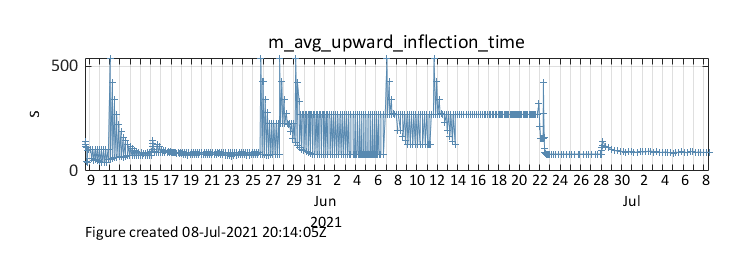 m_avg_upward_inflection_time
500
s
0
9 11 13 15 17 19 21 23 25 27 29 31 2 4 6 8 10 12 14 16 18 20 22 24 26 28 30 2 4 6 8
Jun Jul
2021
Figure created 08-Jul-2021 20:14:05Z